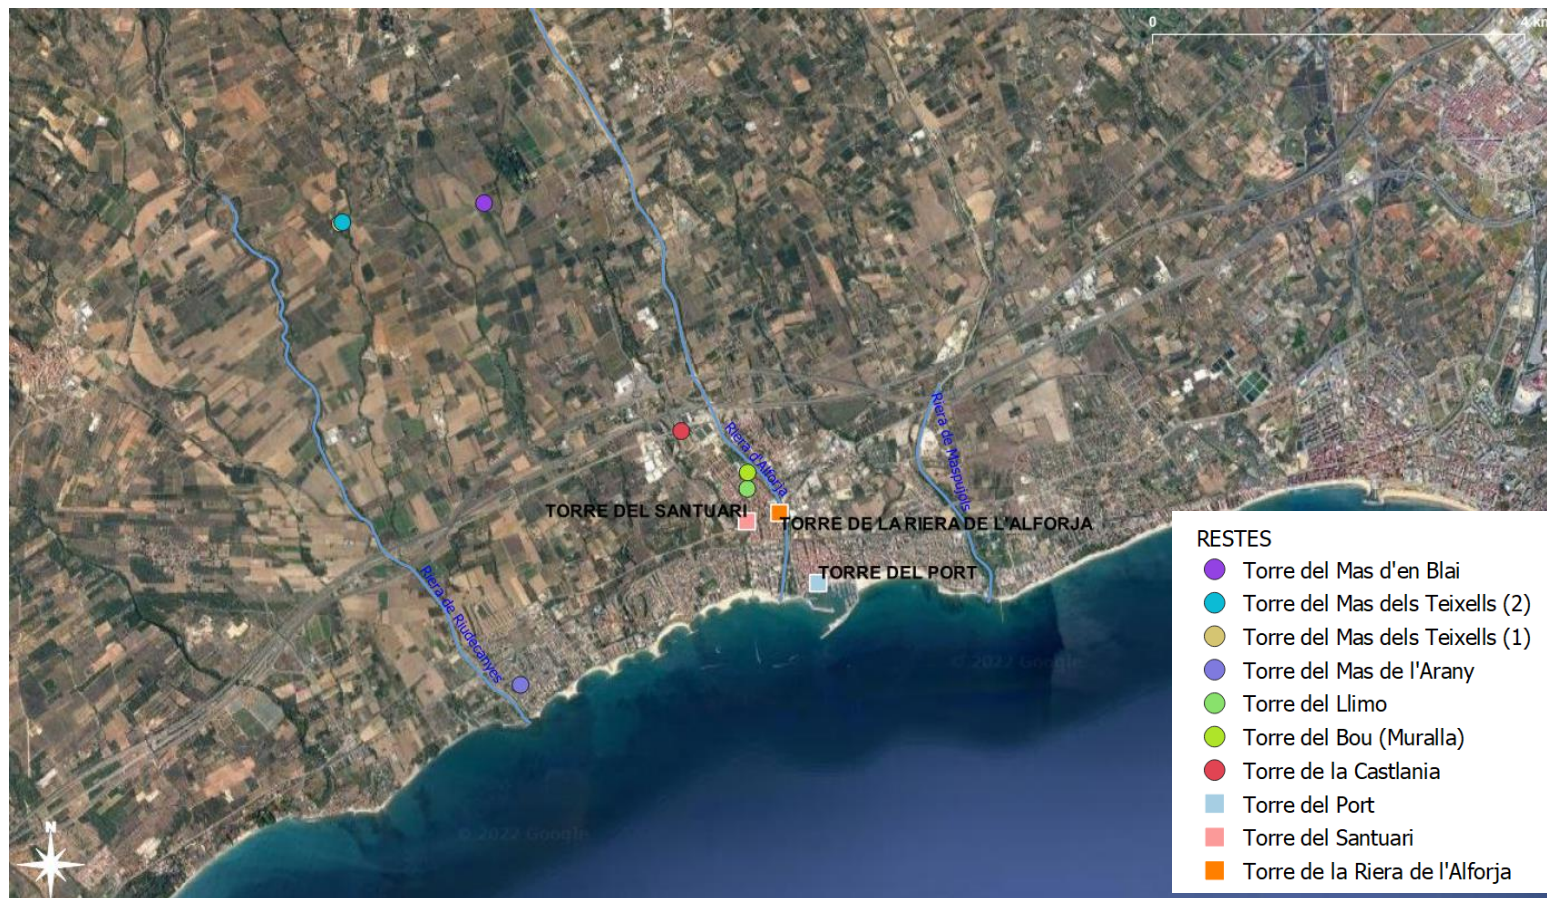 0
4 km
Riera d'Alforja
Riera de Maspujols
TORRE DEL SANTUARI
TORRE DE LA RIERA DE L'ALFORJA
TORRE DEL PORT
Riera de Riudecanyes
© 2022 Google
© 2022 Google
N
RESTES
Torre del Mas d'en Blai
Torre del Mas dels Teixells (2)
Torre del Mas dels Teixells (1)
Torre del Mas de l'Arany
Torre del Llimo
Torre del Bou (Muralla)
Torre de la Castlania
Torre del Port
Torre del Santuari
Torre de la Riera de l'Alforja